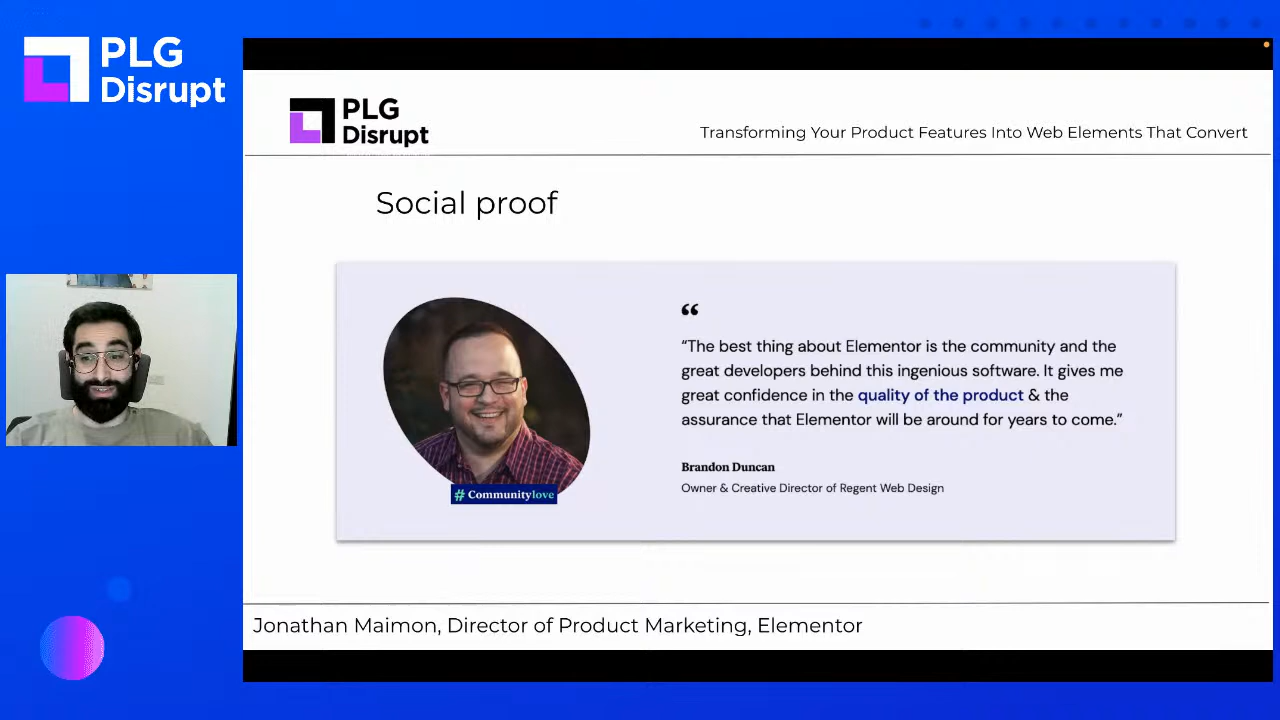 PLG
Disrupt
PLG
Disrupt
Transforming Your Product Features Into Web Elements That Convert
Social proof
“
“The best thing about Elementor is the community and the
great developers behind this ingenious software. It gives me
great confidence in the quality of the product & the
assurance that Elementor will be around for years to come.”
Brandon Duncan
Owner & Creative Director of Regent Web Design
# Communitylove
Jonathan Maimon, Director of Product Marketing, Elementor